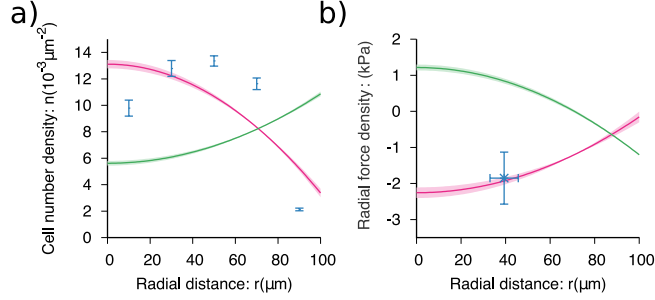 a)
Cell number density: n(10⁻³μm⁻²)
14
12
10
8
6
4
2
0
0 20 40 60 80 100
Radial distance: r(μm)
b)
Radial force density: (kPa)
2
1
0
-1
-2
-3
0 20 40 60 80 100
Radial distance: r(μm)